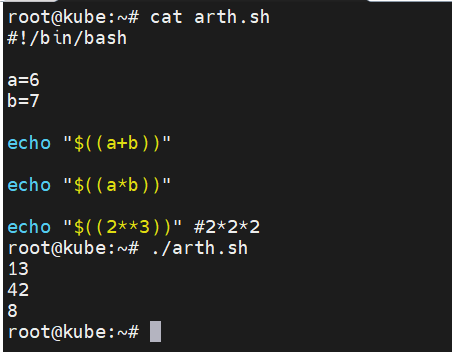 root@kube:~# cat arth.sh
#!/bin/bash
a=6
b=7
echo "$((a+b))"
echo "$((a*b))"
echo "$((2**3))" #2*2*2
root@kube:~# ./arth.sh
13
42
8
root@kube:~#